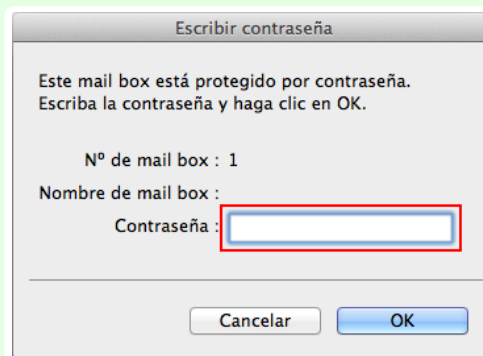 Escribir contraseña
Este mail box está protegido por contraseña.
Escriba la contraseña y haga clic en OK.
Nº de mail box : 1
Nombre de mail box :
Contraseña :
Cancelar OK